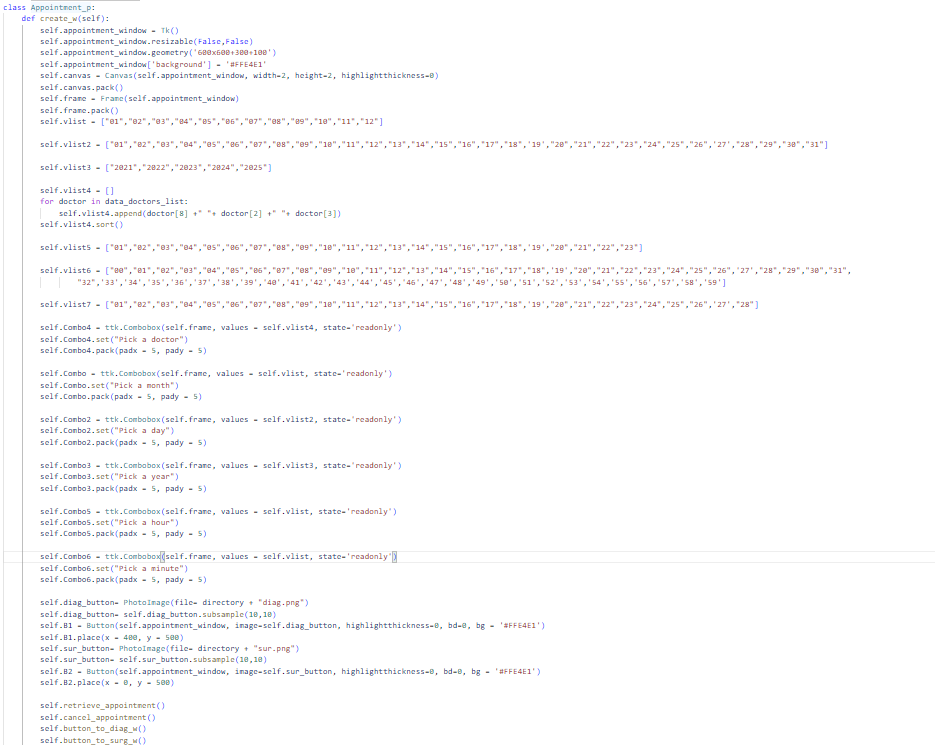 class Appointment_p:
def create_w(self):
self.appointment_window = Tk()
self.appointment_window.resizable(False,False)
self.appointment_window.geometry('600x600+300+100')
self.appointment_window['background'] = '#FFE4E1'
self.canvas = Canvas(self.appointment_window, width=2, height=2, highlightthickness=0)
self.canvas.pack()
self.frame = Frame(self.appointment_window)
self.frame.pack()
self.vlist = ["01","02","03","04","05","06","07","08","09","10","11","12"]
self.vlist2 = ["01","02","03","04","05","06","07","08","09","10","11","12","13","14","15","16","17","18",'19',"20","21","22","23","24","25","26",'27',"28","29","30","31"]
self.vlist3 = ["2021","2022","2023","2024","2025"]
self.vlist4 = []
for doctor in data_doctors_list:
self.vlist4.append(doctor[8] +" "+ doctor[2] +" "+ doctor[3])
self.vlist4.sort()
self.vlist5 = ["01","02","03","04","05","06","07","08","09","10","11","12","13","14","15","16","17","18",'19',"20","21","22","23"]
self.vlist6 = ["00","01","02","03","04","05","06","07","08","09","10","11","12","13","14","15","16","17","18",'19',"20","21","22","23","24","25","26",'27',"28","29","30","31",
"32",'33','34','35','36','37','38','39','40','41','42','43','44','45','46','47','48','49','50','51','52','53','54','55','56','57','58','59']
self.vlist7 = ["01","02","03","04","05","06","07","08","09","10","11","12","13","14","15","16","17","18",'19',"20","21","22","23","24","25","26",'27',"28"]
self.Combo4 = ttk.Combobox(self.frame, values = self.vlist4, state='readonly')
self.Combo4.set("Pick a doctor")
self.Combo4.pack(padx = 5, pady = 5)
self.Combo = ttk.Combobox(self.frame, values = self.vlist, state='readonly')
self.Combo.set("Pick a month")
self.Combo.pack(padx = 5, pady = 5)
self.Combo2 = ttk.Combobox(self.frame, values = self.vlist2, state='readonly')
self.Combo2.set("Pick a day")
self.Combo2.pack(padx = 5, pady = 5)
self.Combo3 = ttk.Combobox(self.frame, values = self.vlist3, state='readonly')
self.Combo3.set("Pick a year")
self.Combo3.pack(padx = 5, pady = 5)
self.Combo5 = ttk.Combobox(self.frame, values = self.vlist, state='readonly')
self.Combo5.set("Pick a hour")
self.Combo5.pack(padx = 5, pady = 5)
self.Combo6 = ttk.Combobox(self.frame, values = self.vlist, state='readonly')
self.Combo6.set("Pick a minute")
self.Combo6.pack(padx = 5, pady = 5)
self.diag_button= PhotoImage(file= directory + "diag.png")
self.diag_button= self.diag_button.subsample(10,10)
self.B1 = Button(self.appointment_window, image=self.diag_button, highlightthickness=0, bd=0, bg = '#FFE4E1')
self.B1.place(x = 400, y = 500)
self.sur_button= PhotoImage(file= directory + "sur.png")
self.sur_button= self.sur_button.subsample(10,10)
self.B2 = Button(self.appointment_window, image=self.sur_button, highlightthickness=0, bd=0, bg = '#FFE4E1')
self.B2.place(x = 0, y = 500)
self.retrieve_appointment()
self.cancel_appointment()
self.button_to_diag_w()
self.button_to_surg_w()